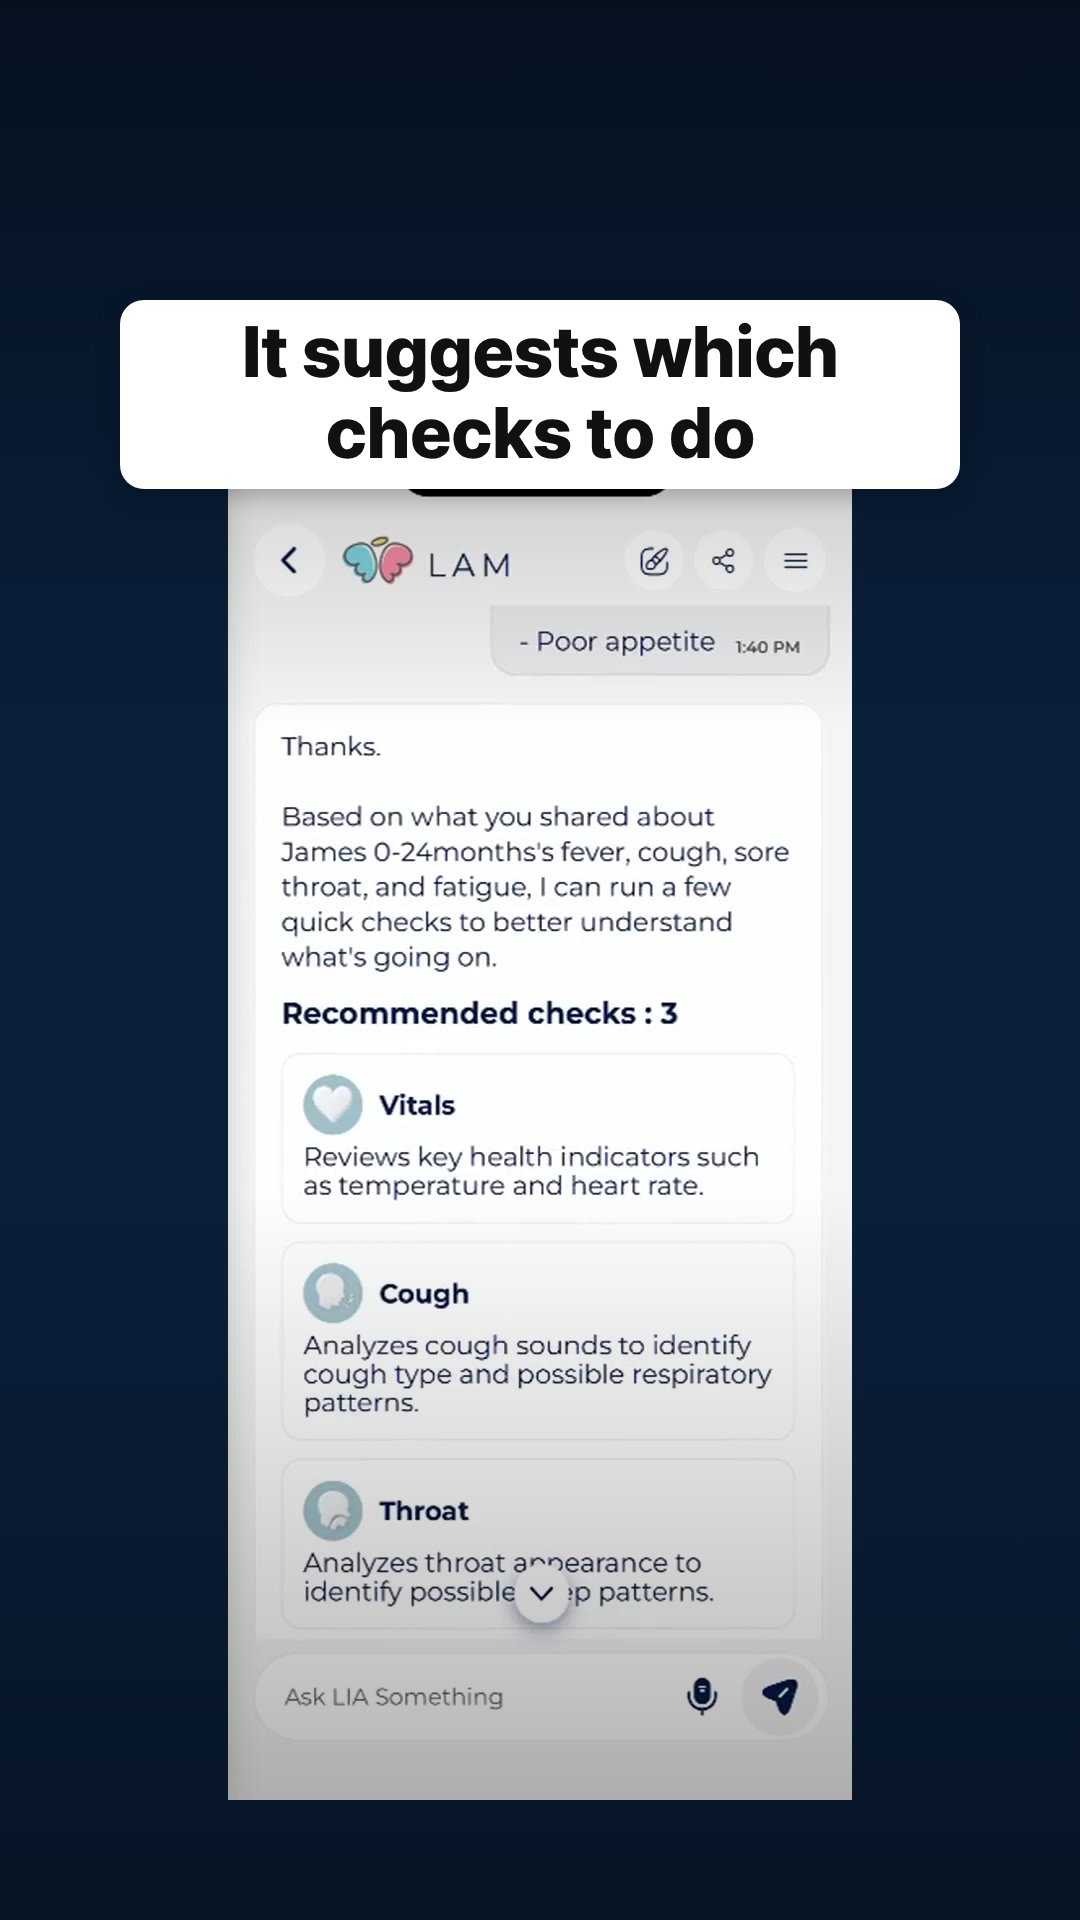 It suggests which
checks to do
LAM
- Poor appetite 1:40 PM
Thanks.
Based on what you shared about
James 0-24months's fever, cough, sore
throat, and fatigue, I can run a few
quick checks to better understand
what's going on.
Recommended checks : 3
Vitals
Reviews key health indicators such
as temperature and heart rate.
Cough
Analyzes cough sounds to identify
cough type and possible respiratory
patterns.
Throat
Analyzes throat appearance to
identify possible patterns.
Ask LIA Something